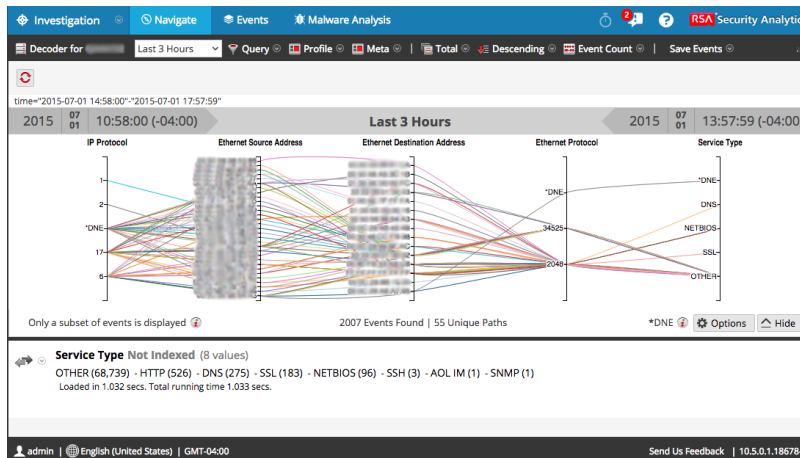 Investigation Navigate Events Malware Analysis 2 ? RSA Security Analytic
Decoder for Last 3 Hours Query Profile Meta | Total Descending Event Count | Save Events
time="2015-07-01 14:58:00"-"2015-07-01 17:57:59"
2015 07 01 10:58:00 (-04:00) Last 3 Hours 2015 07 01 13:57:59 (-04:00
IP Protocol Ethernet Source Address Ethernet Destination Address Ethernet Protocol Service Type
1
2
*DNE
17
6
*DNE
34525
2048
*DNE
DNS
NETBIOS
SSL
OTHER
Only a subset of events is displayed i 2007 Events Found | 55 Unique Paths *DNE i Options Hide
Service Type Not Indexed (8 values)
OTHER (68,739) - HTTP (526) - DNS (275) - SSL (183) - NETBIOS (96) - SSH (3) - AOL IM (1) - SNMP (1)
Loaded in 1.032 secs. Total running time 1.033 secs.
admin | English (United States) | GMT-04:00 Send Us Feedback | 10.5.0.1.18678